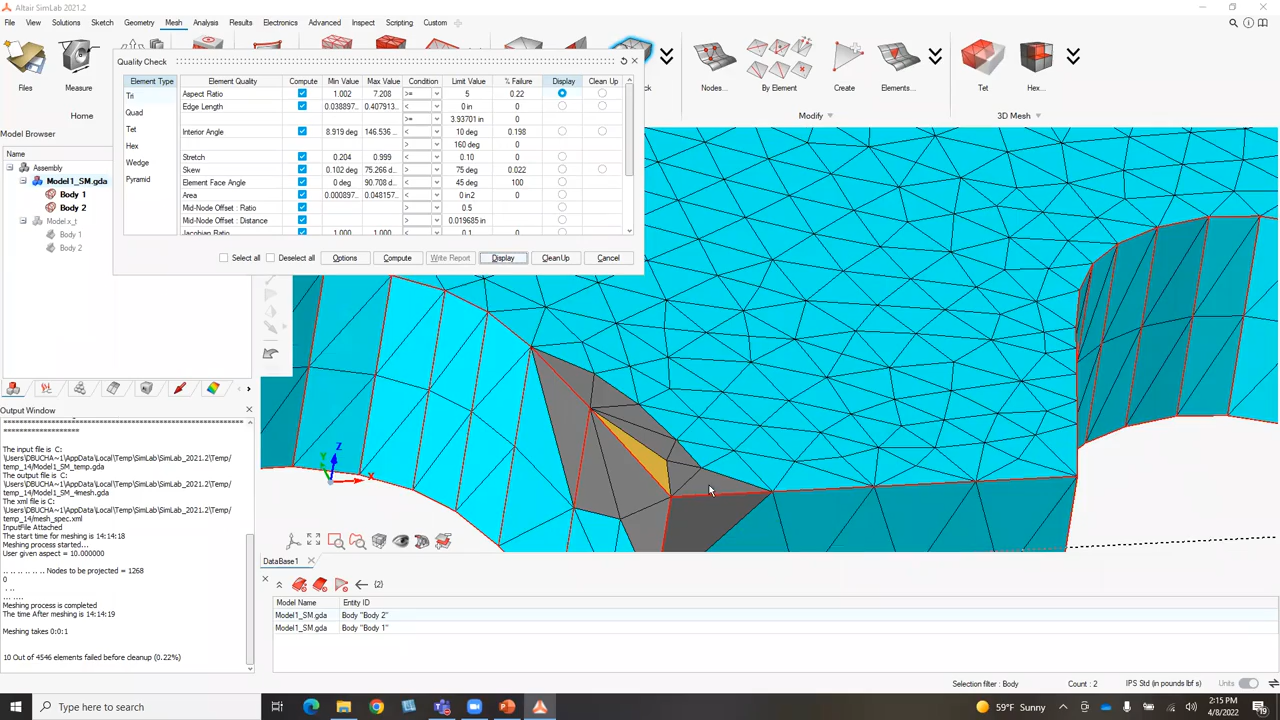 Altair SimLab 2021.2
File View Solutions Sketch Geometry Mesh Analysis Results Electronics Advanced Inspect Scripting Custom
Quality Check
Element Type Element Quality Compute Min Value Max Value Condition Limit Value % Failure Display Clean Up
Tri Aspect Ratio 1.002 7.208 >= 5 0.22
Edge Length 0.038897... 0.407913... < 0 in 0
Quad >= 3.93701 in 0
Tet Interior Angle 8.919 deg 146.536 ... < 10 deg 0.198
Hex > 160 deg 0
Wedge Stretch 0.204 0.999 < 0.10 0
Skew 0.102 deg 75.266 d... > 75 deg 0.022
Pyramid Element Face Angle 0 deg 90.708 d... < 45 deg 100
Area 0.000897... 0.048157... < 0 in2 0
Mid-Node Offset : Ratio > 0.5
Mid-Node Offset : Distance > 0.019685 in
Jacobian Ratio 1.000 1.000 < 0.1 0
Select all Deselect all Options Compute Write Report Display CleanUp Cancel
Files Measure
Home
Nodes... By Element Create Elements... Tet Hex...
Modify 3D Mesh
Model Browser
Name
Assembly
Model1_SM.gda
Body 1
Body 2
Model.x_t
Body 1
Body 2
Output Window
The input file is C:
\Users\DBUCHA~1\AppData\Local\Temp\SimLab_2021.2/Temp/
temp_14/Model1_SM_temp.gda
The output file is C:
\Users\DBUCHA~1\AppData\Local\Temp\SimLab_2021.2/Temp/
temp_14/Model1_SM_4mesh.gda
The xml file is C:
\Users\DBUCHA~1\AppData\Local\Temp\SimLab_2021.2/Temp/
temp_14/mesh_spec.xml
InputFile Attached
The start time for meshing is 14:14:18
Meshing process started...
User given aspect = 10.000000
.. .. .. .. .. .. Nodes to be projected = 1268
0
. ..
.. ....
Meshing process is completed
The time After meshing is 14:14:19
Meshing takes 0:0:1
10 Out of 4546 elements failed before cleanup (0.22%)
Z
Y
X
DataBase1
(2)
Model Name Entity ID
Model1_SM.gda Body "Body 2"
Model1_SM.gda Body "Body 1"
Selection filter : Body Count : 2 IPS Std (in pounds lbf s) Units
Type here to search
79°F Sunny
2:15 PM
4/8/2022